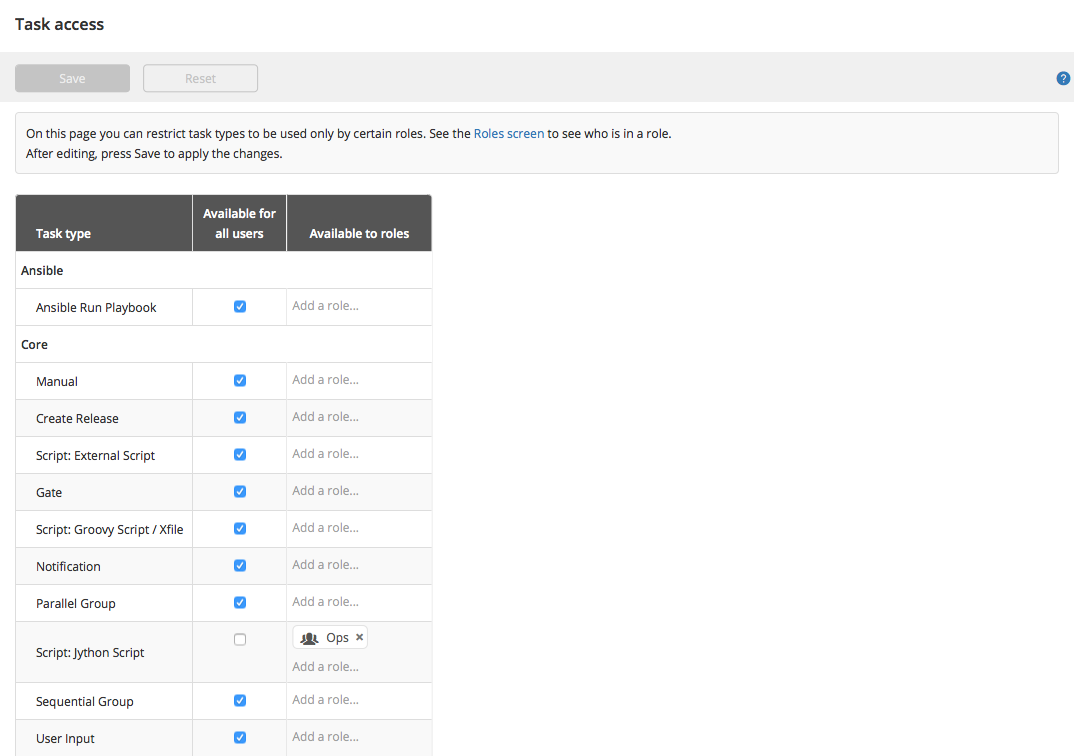 Task access
Save
Reset
?
On this page you can restrict task types to be used only by certain roles. See the Roles screen to see who is in a role.
After editing, press Save to apply the changes.
Task type
Available for
all users
Available to roles
Ansible
Ansible Run Playbook
Add a role...
Core
Manual
Add a role...
Create Release
Add a role...
Script: External Script
Add a role...
Gate
Add a role...
Script: Groovy Script / Xfile
Add a role...
Notification
Add a role...
Parallel Group
Add a role...
Script: Jython Script
Ops ×
Add a role...
Sequential Group
Add a role...
User Input
Add a role...